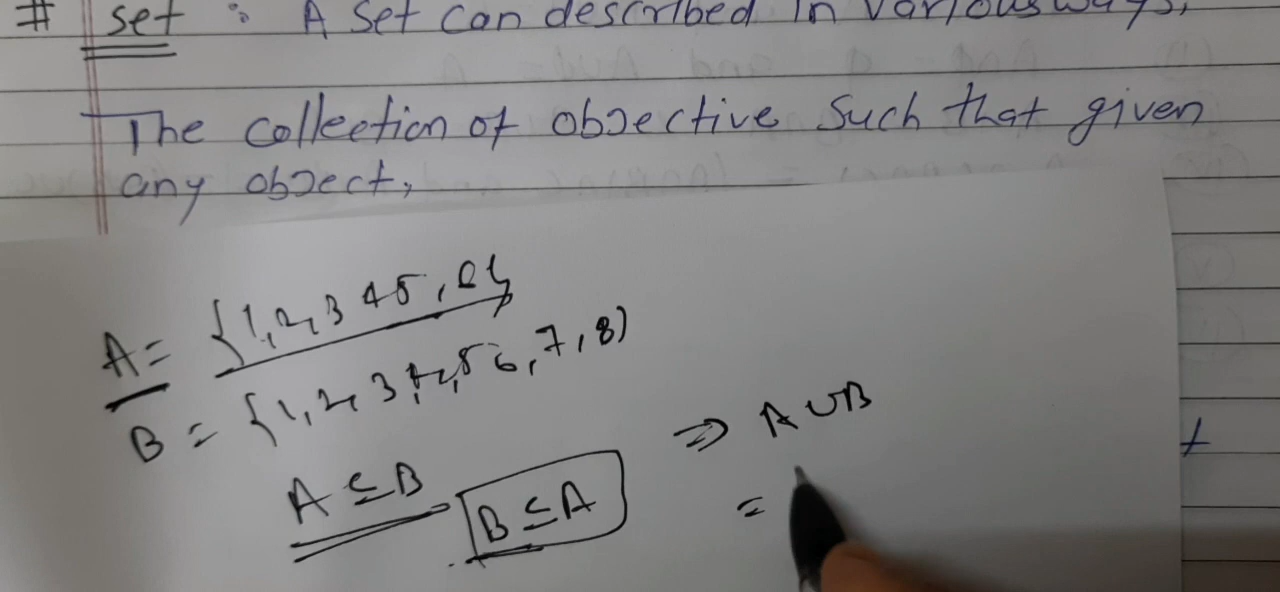 # set : A set can described in various ways,
The collection of objective such that given
any object,
A = {1,2,3 4 5, 6}
B = {1,2,3,4,5 6,7,8}
A ⊆ B
B ⊆ A
⇒ A ∪ B
=